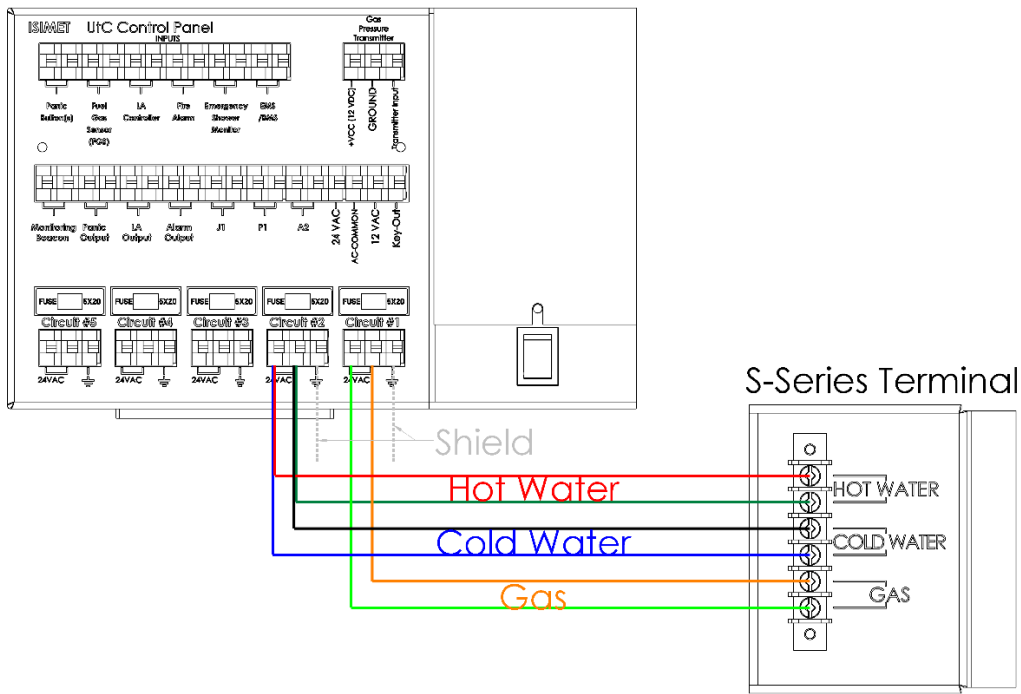 ISIMET UtC Control Panel
INPUTS
Panic
Button(s)
Fuel
Gas
Sensor
(FGS)
LA
Controller
Fire
Alarm
Emergency
Shower
Monitor
EMS
/BMS
Gas
Pressure
Transmitter
+VCC (12 VDC)
GROUND
Transmitter Input
Monitoring
Beacon
Panic
Output
LA
Output
Alarm
Output
J1
P1
A2
24 VAC
AC-COMMON
12 VAC
Key-Out
FUSE 5X20
FUSE 5X20
FUSE 5X20
FUSE 5X20
FUSE 5X20
Circuit #5
Circuit #4
Circuit #3
Circuit #2
Circuit #1
24VAC
24VAC
24VAC
24VAC
24VAC
Shield
S-Series Terminal
Hot Water
HOT WATER
Cold Water
COLD WATER
Gas
GAS